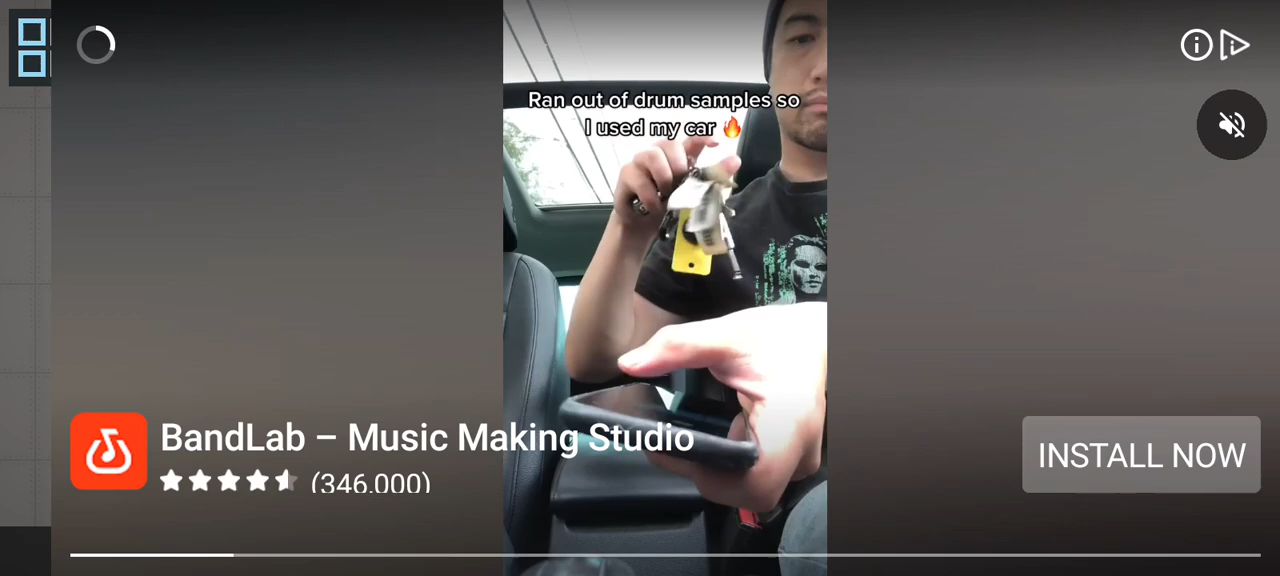 Ran out of drum samples so
I used my car 🔥
BandLab – Music Making Studio
(346.000)
INSTALL NOW